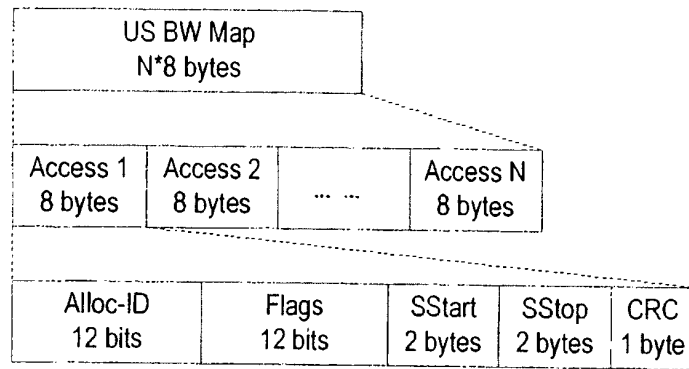 US BW Map
N*8 bytes
Access 1
8 bytes
Access 2
8 bytes
... ...
Access N
8 bytes
Alloc-ID
12 bits
Flags
12 bits
SStart
2 bytes
SStop
2 bytes
CRC
1 byte